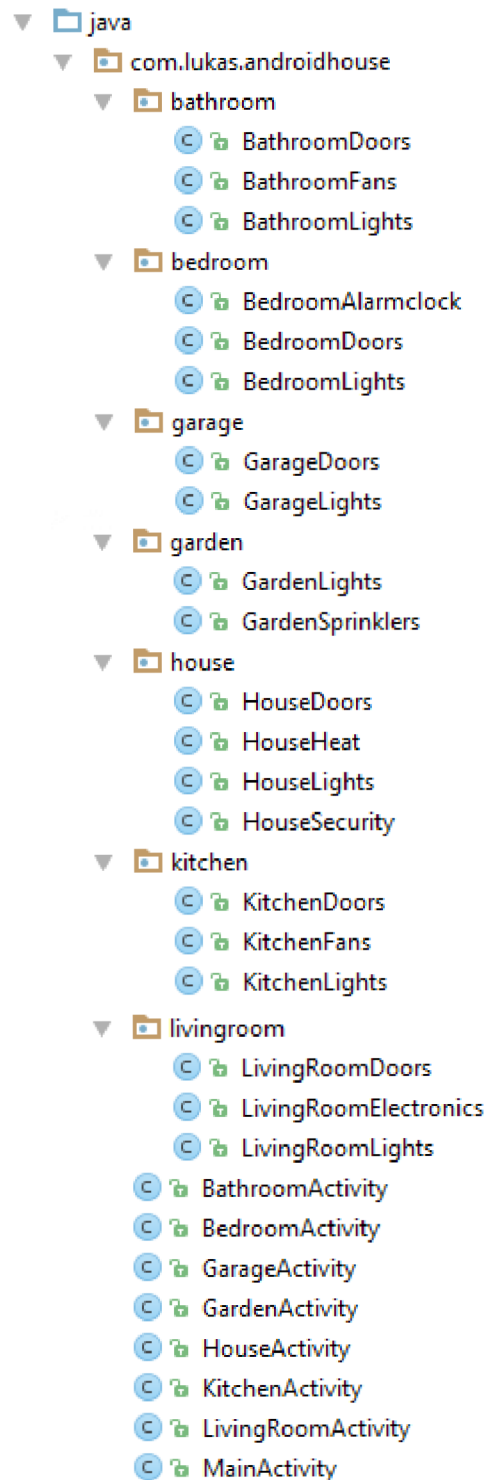 java
com.lukas.androidhouse
bathroom
BathroomDoors
BathroomFans
BathroomLights
bedroom
BedroomAlarmclock
BedroomDoors
BedroomLights
garage
GarageDoors
GarageLights
garden
GardenLights
GardenSprinklers
house
HouseDoors
HouseHeat
HouseLights
HouseSecurity
kitchen
KitchenDoors
KitchenFans
KitchenLights
livingroom
LivingRoomDoors
LivingRoomElectronics
LivingRoomLights
BathroomActivity
BedroomActivity
GarageActivity
GardenActivity
HouseActivity
KitchenActivity
LivingRoomActivity
MainActivity